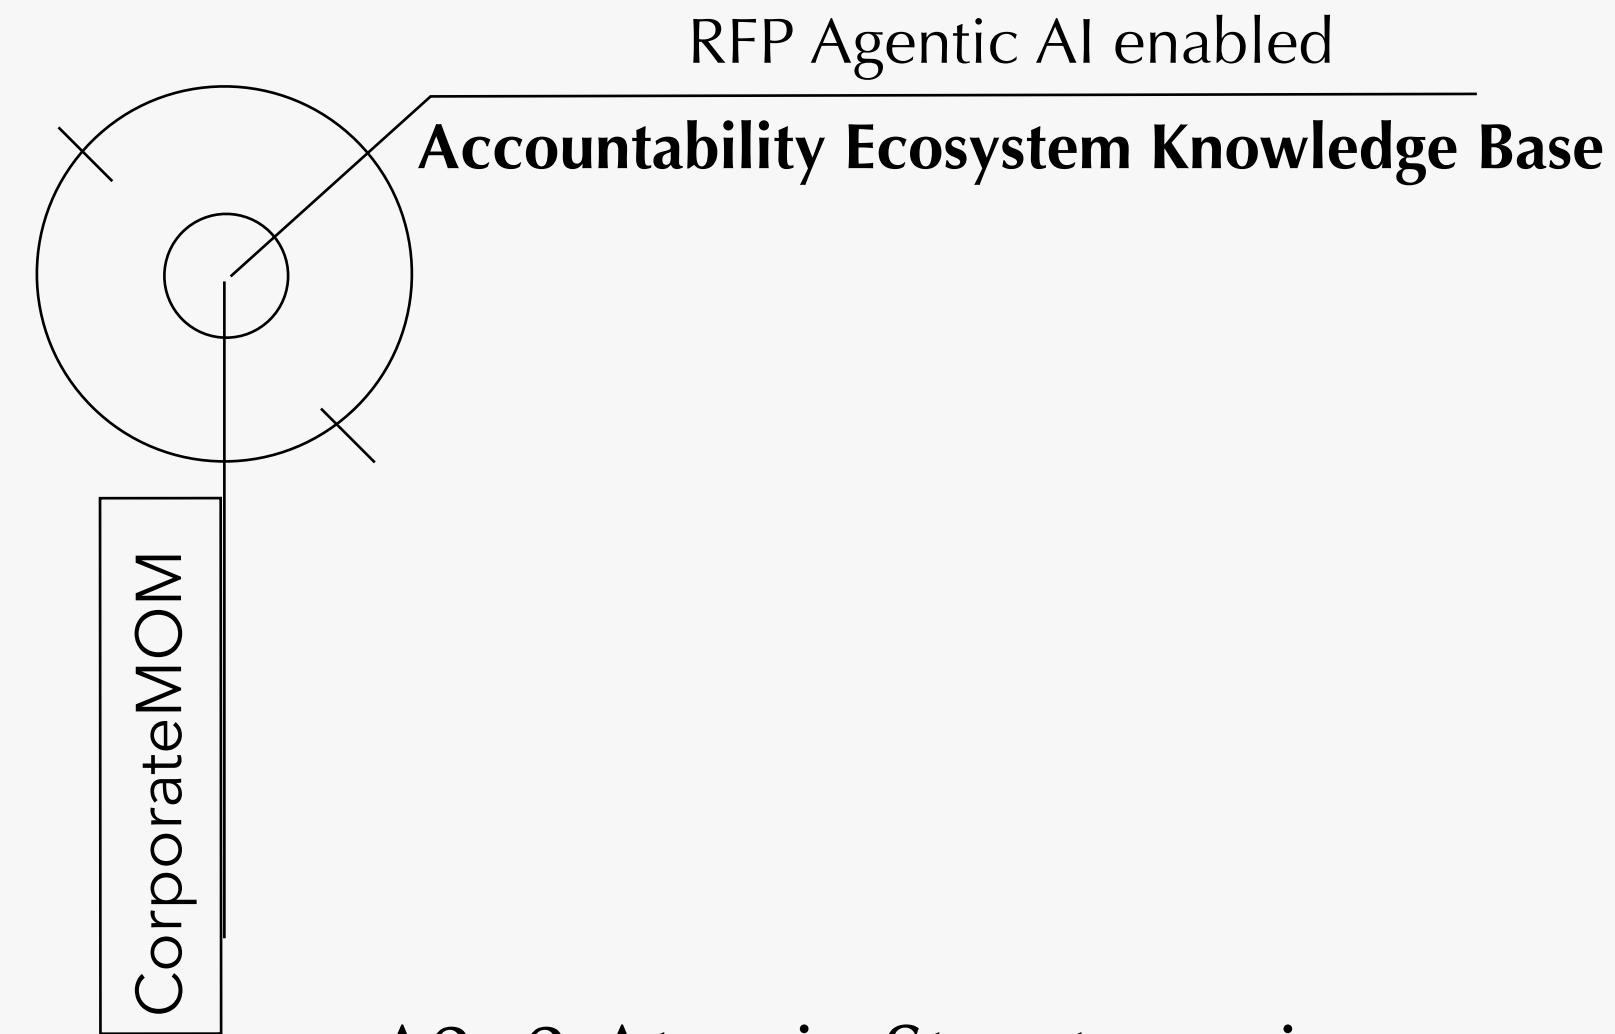 RFP Agentic AI enabled
Accountability Ecosystem Knowledge Base
CorporateMOM